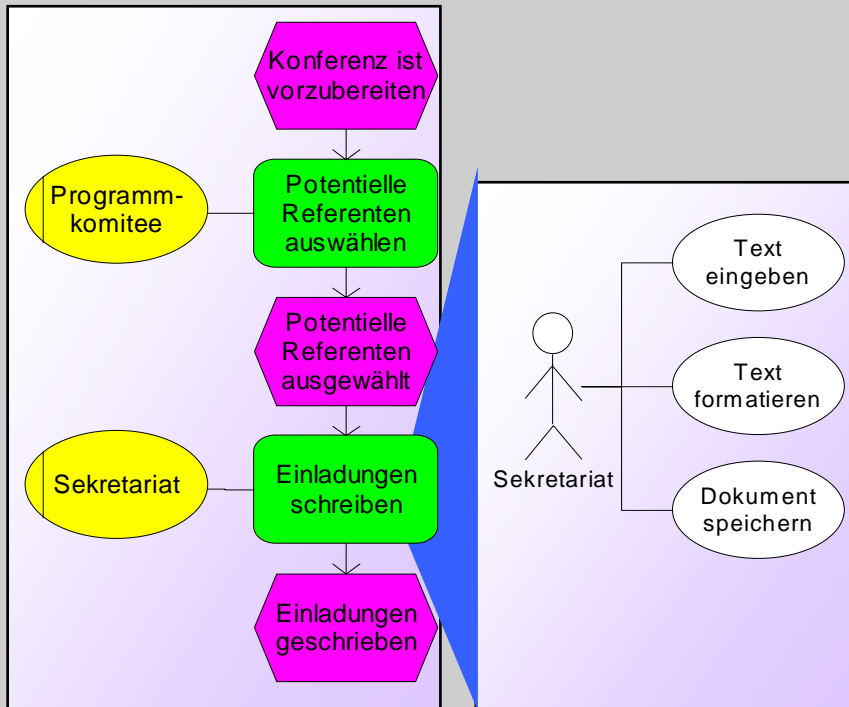 Konferenz ist
vorzubereiten
Programm-
komitee
Potentielle
Referenten
auswählen
Potentielle
Referenten
ausgewählt
Sekretariat
Einladungen
schreiben
Einladungen
geschrieben
Text
eingeben
Text
formatieren
Sekretariat
Dokument
speichern